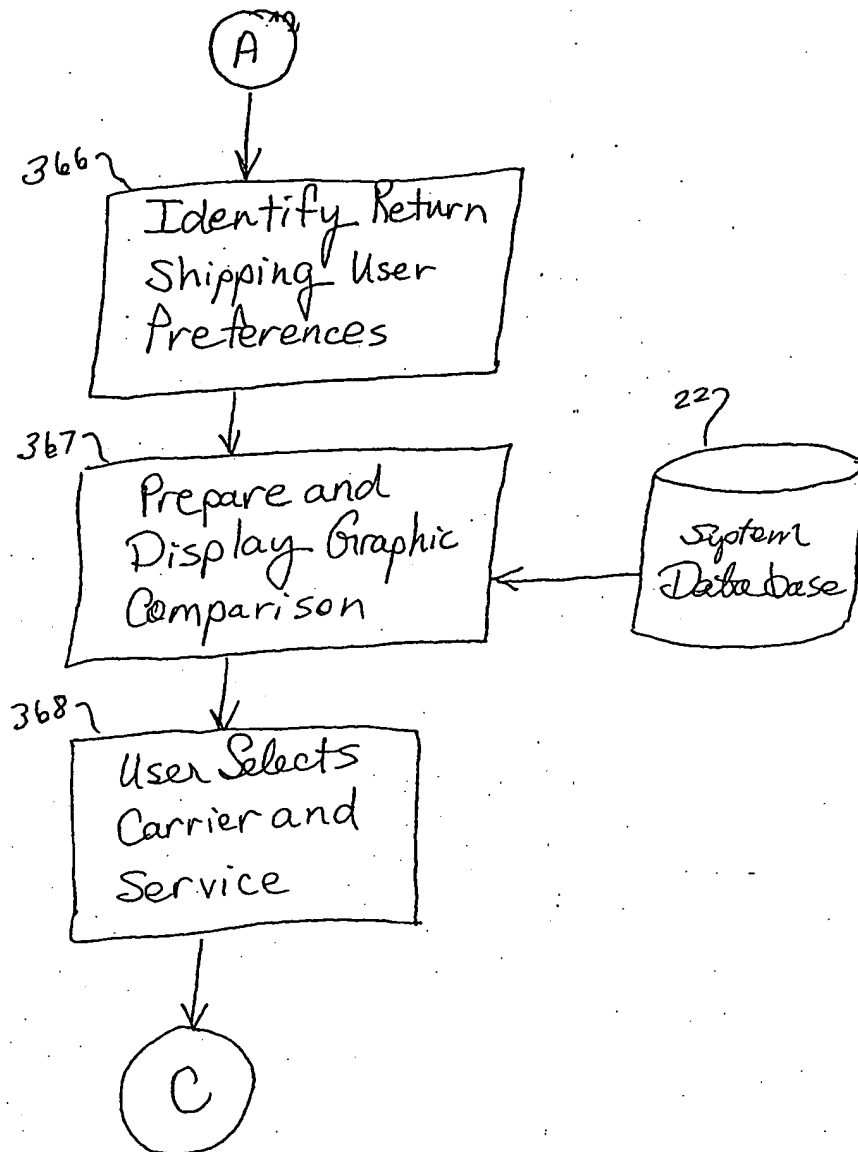 A
366
Identify Return
Shipping User
Preferences
367
Prepare and
Display Graphic
Comparison
22
System
Database
368
User Selects
Carrier and
Service
C